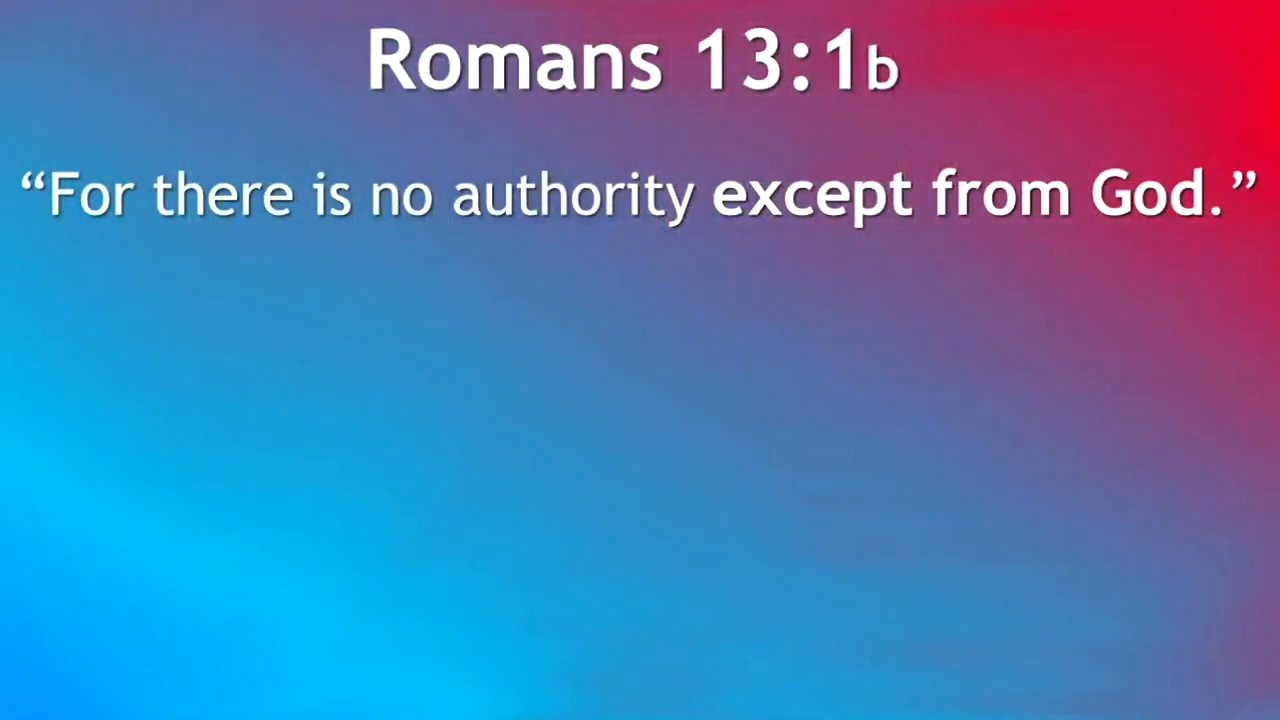 Romans 13:1b
“For there is no authority except from God.”